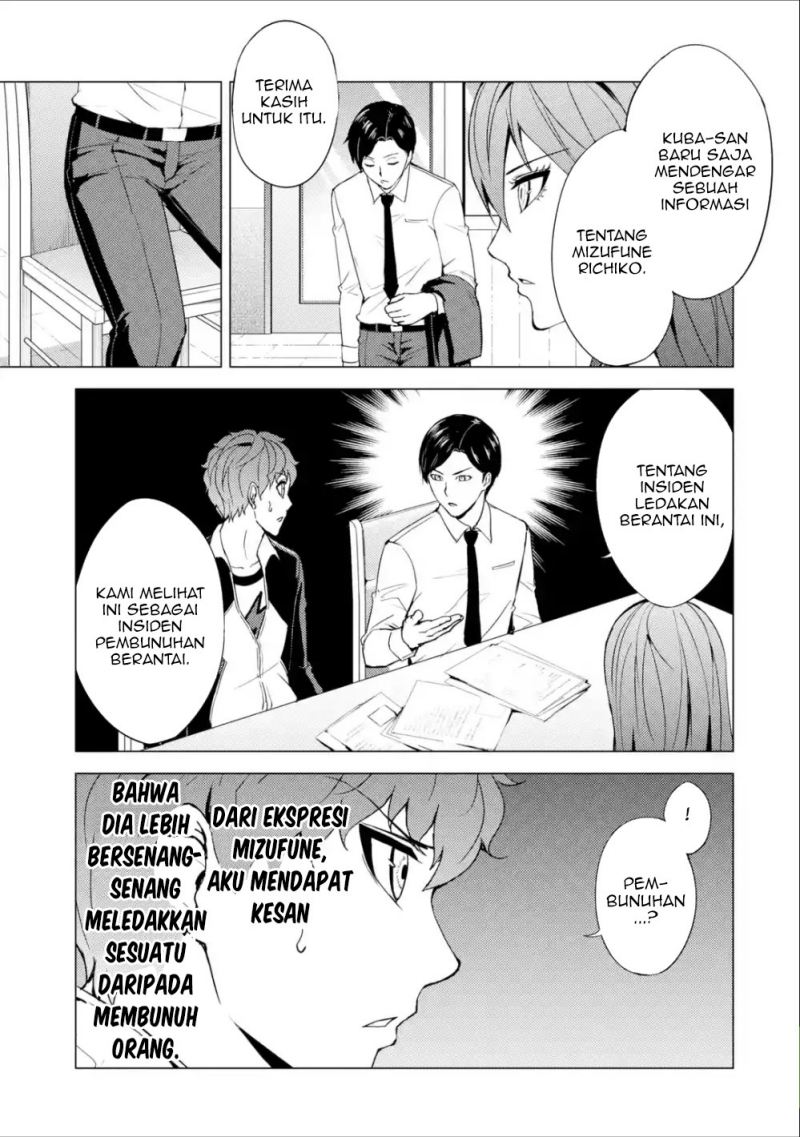 KUBA-SAN
BARU SAJA
MENDENGAR
SEBUAH
INFORMASI
TENTANG
MIZUFUNE
RICHIKO.
TERIMA
KASIH
UNTUK ITU.
TENTANG
INSIDEN
LEDAKAN
BERANTAI INI,
KAMI MELIHAT
INI SEBAGAI
INSIDEN
PEMBUNUHAN
BERANTAI.
!
PEM-
BUNUHAN
...?
DARI EKSPRESI
MIZUFUNE,
AKU MENDAPAT
KESAN
BAHWA
DIA LEBIH
BERSENANG-
SENANG
MELEDAKKAN
SESUATU
DARIPADA
MEMBUNUH
ORANG.